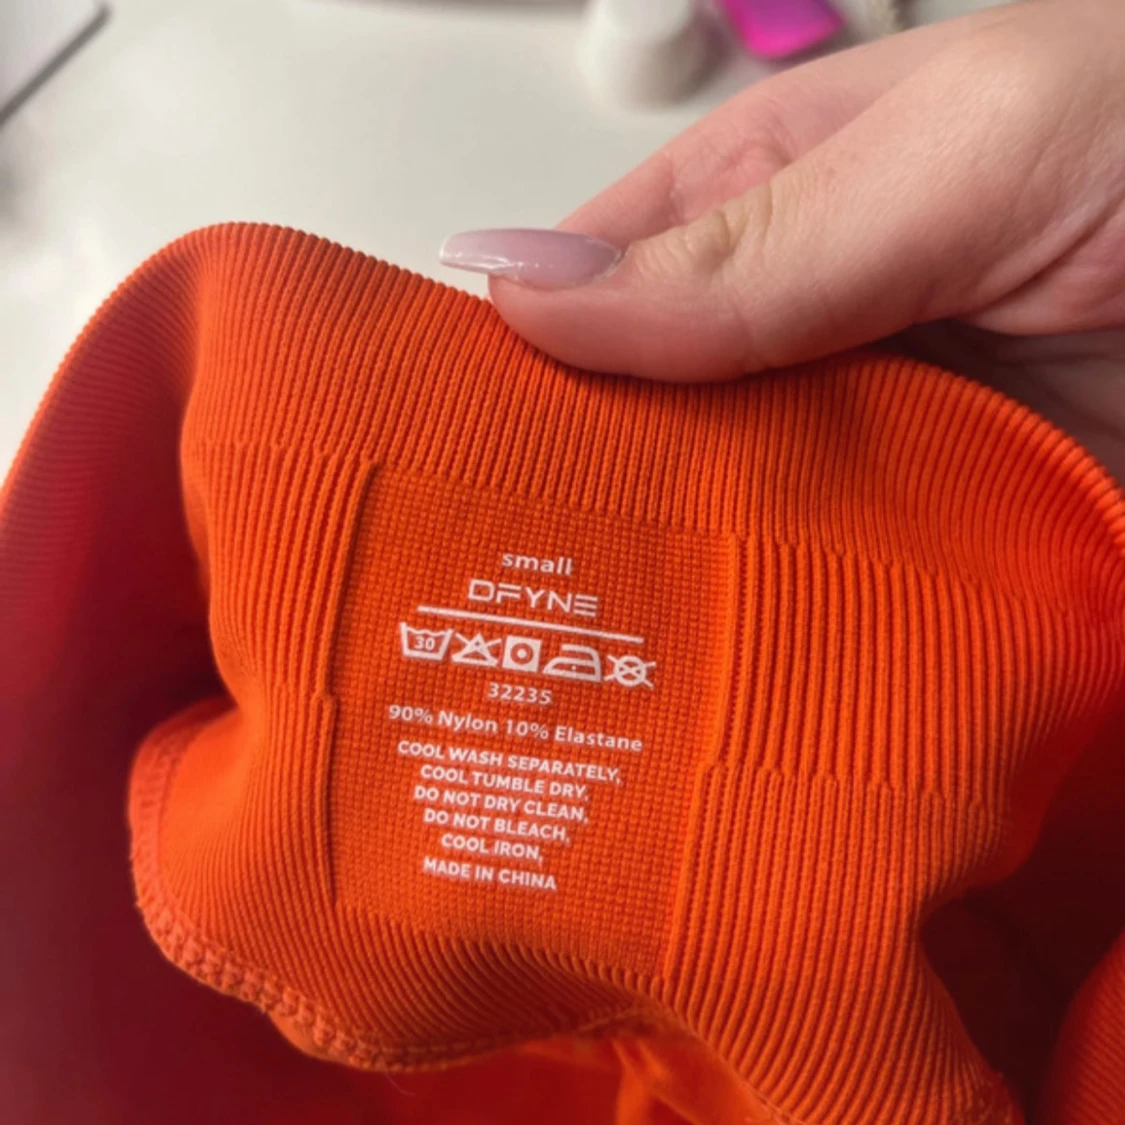 small
DFYNE
30
32235
90% Nylon 10% Elastane
COOL WASH SEPARATELY,
COOL TUMBLE DRY,
DO NOT DRY CLEAN,
DO NOT BLEACH,
COOL IRON,
MADE IN CHINA